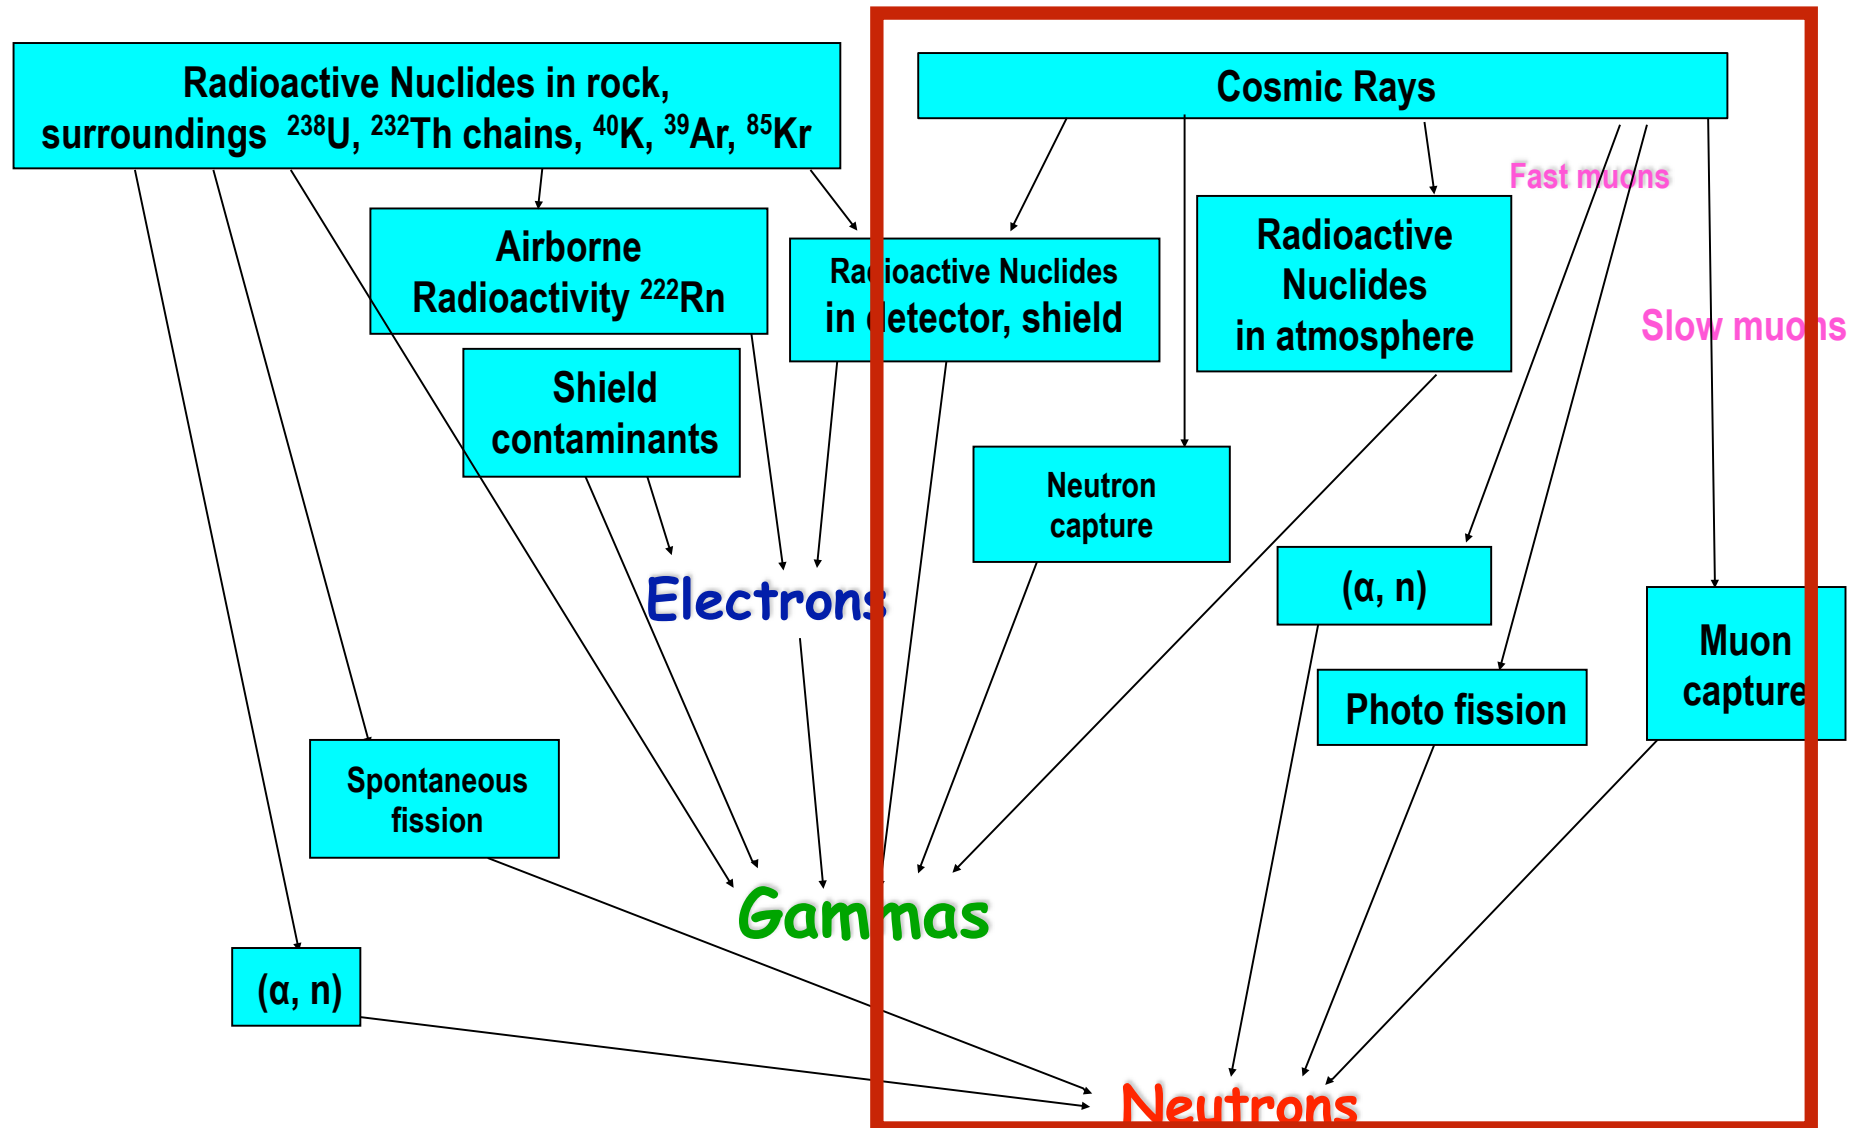 Radioactive Nuclides in rock,
surroundings ²³⁸U, ²³²Th chains, ⁴⁰K, ³⁹Ar, ⁸⁵Kr
Cosmic Rays
Fast muons
Airborne
Radioactivity ²²²Rn
Radioactive Nuclides
in detector, shield
Radioactive
Nuclides
in atmosphere
Slow muons
Shield
contaminants
Neutron
capture
Electrons
(α, n)
Muon
capture
Photo fission
Spontaneous
fission
Gammas
(α, n)
Neutrons